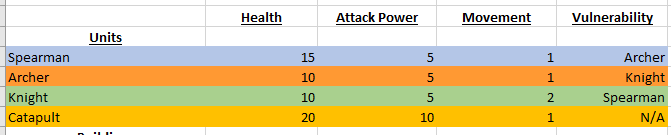 Health Attack Power Movement Vulnerability
Units
Spearman 15 5 1 Archer
Archer 10 5 1 Knight
Knight 10 5 2 Spearman
Catapult 20 10 1 N/A